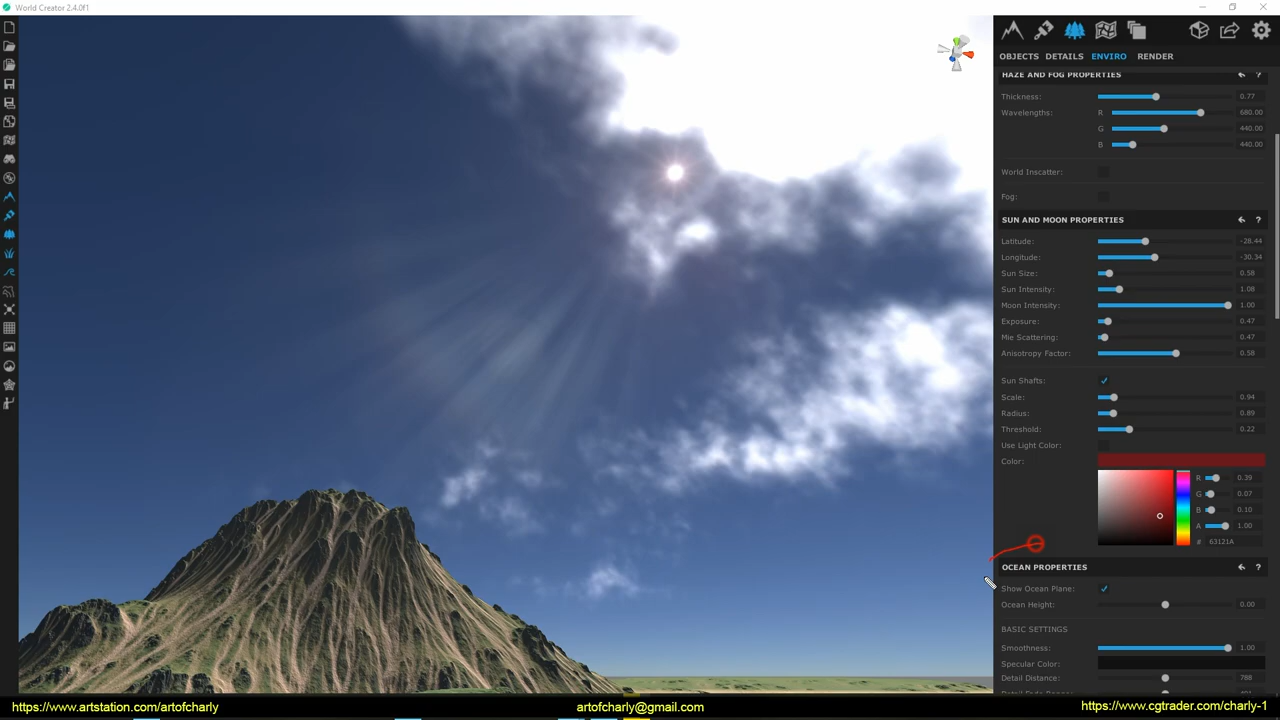 World Creator 2.4.0f1
OBJECTS DETAILS ENVIRO RENDER
HAZE AND FOG PROPERTIES ?
Thickness: 0.77
Wavelengths: R 680.00
G 440.00
B 440.00
World Inscatter:
Fog:
SUN AND MOON PROPERTIES ?
Latitude: -28.44
Longitude: -30.34
Sun Size: 0.58
Sun Intensity: 1.08
Moon Intensity: 1.00
Exposure: 0.47
Mie Scattering: 0.47
Anisotropy Factor: 0.58
Sun Shafts:
Scale: 0.94
Radius: 0.89
Threshold: 0.22
Use Light Color:
Color:
R 0.39
G 0.07
B 0.10
A 1.00
# 63121A
OCEAN PROPERTIES ?
Show Ocean Plane:
Ocean Height: 0.00
BASIC SETTINGS
Smoothness: 1.00
Specular Color:
Detail Distance: 788
https://www.artstation.com/artofcharly artofcharly@gmail.com https://www.cgtrader.com/charly-1